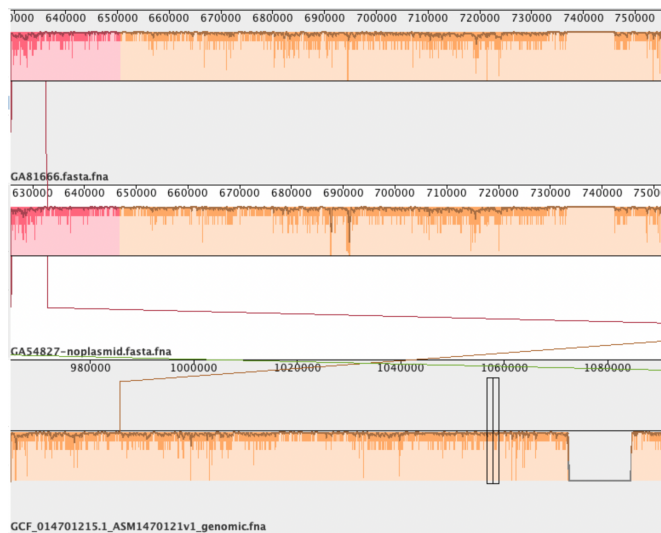 640000 650000 660000 670000 680000 690000 700000 710000 720000 730000 740000 750000
GA81666.fasta.fna
630000 640000 650000 660000 670000 680000 690000 700000 710000 720000 730000 740000
GA54827-noplasmid.fasta.fna
980000 1000000 1020000 1040000 1060000 1080000
GCF_014701215.1_ASM1470121v1_genomic.fna